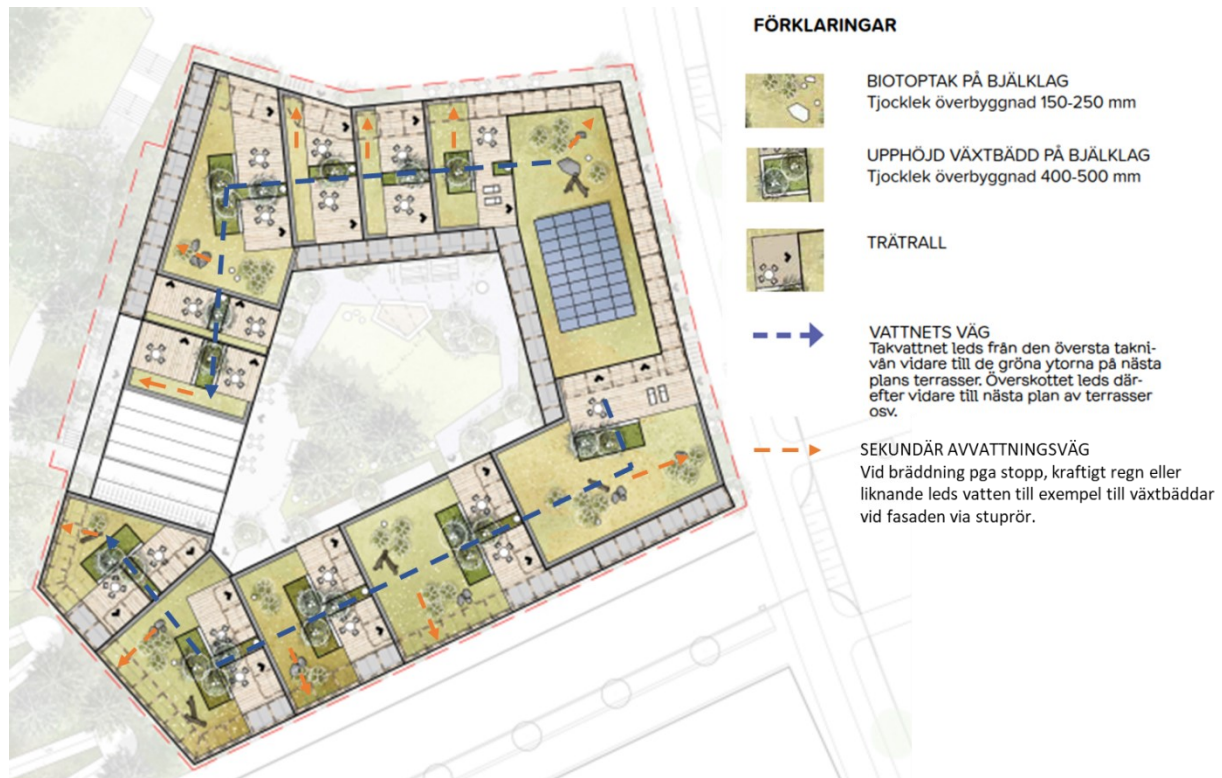 FÖRKLARINGAR
BIOTOPTAK PÅ BJÄLKLAG
Tjocklek överbyggnad 150-250 mm
UPPHÖJD VÄXTBÄDD PÅ BJÄLKLAG
Tjocklek överbyggnad 400-500 mm
TRÄTRALL
VATTNETS VÄG
Takvattnet leds från den översta takni-
vån vidare till de gröna ytorna på nästa
plans terrasser. Överskottet leds där-
efter vidare till nästa plan av terrasser
osv.
SEKUNDÄR AVVATTNINGSVÄG
Vid bräddning pga stopp, kraftigt regn eller
liknande leds vatten till exempel till växtbäddar
vid fasaden via stuprör.